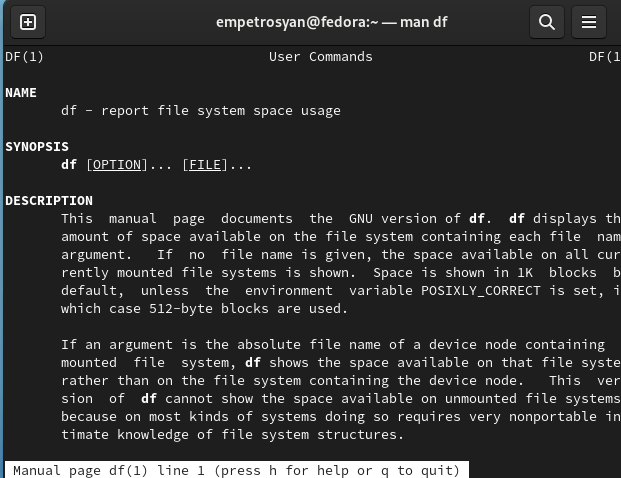 empetrosyan@fedora:~ — man df
DF(1) User Commands DF(1
NAME
df - report file system space usage
SYNOPSIS
df [OPTION]... [FILE]...
DESCRIPTION
This manual page documents the GNU version of df. df displays th
amount of space available on the file system containing each file nam
argument. If no file name is given, the space available on all cur
rently mounted file systems is shown. Space is shown in 1K blocks b
default, unless the environment variable POSIXLY_CORRECT is set, i
which case 512-byte blocks are used.
If an argument is the absolute file name of a device node containing
mounted file system, df shows the space available on that file syste
rather than on the file system containing the device node. This ver
sion of df cannot show the space available on unmounted file systems
because on most kinds of systems doing so requires very nonportable in
timate knowledge of file system structures.
Manual page df(1) line 1 (press h for help or q to quit)